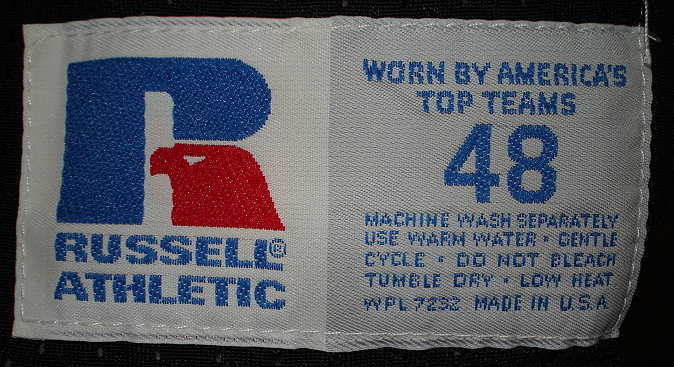 RUSSELL®
ATHLETIC
WORN BY AMERICA'S
TOP TEAMS
48
MACHINE WASH SEPARATELY
USE WARM WATER • GENTLE
CYCLE • DO NOT BLEACH
TUMBLE DRY • LOW HEAT
WPL 7232 MADE IN U.S.A